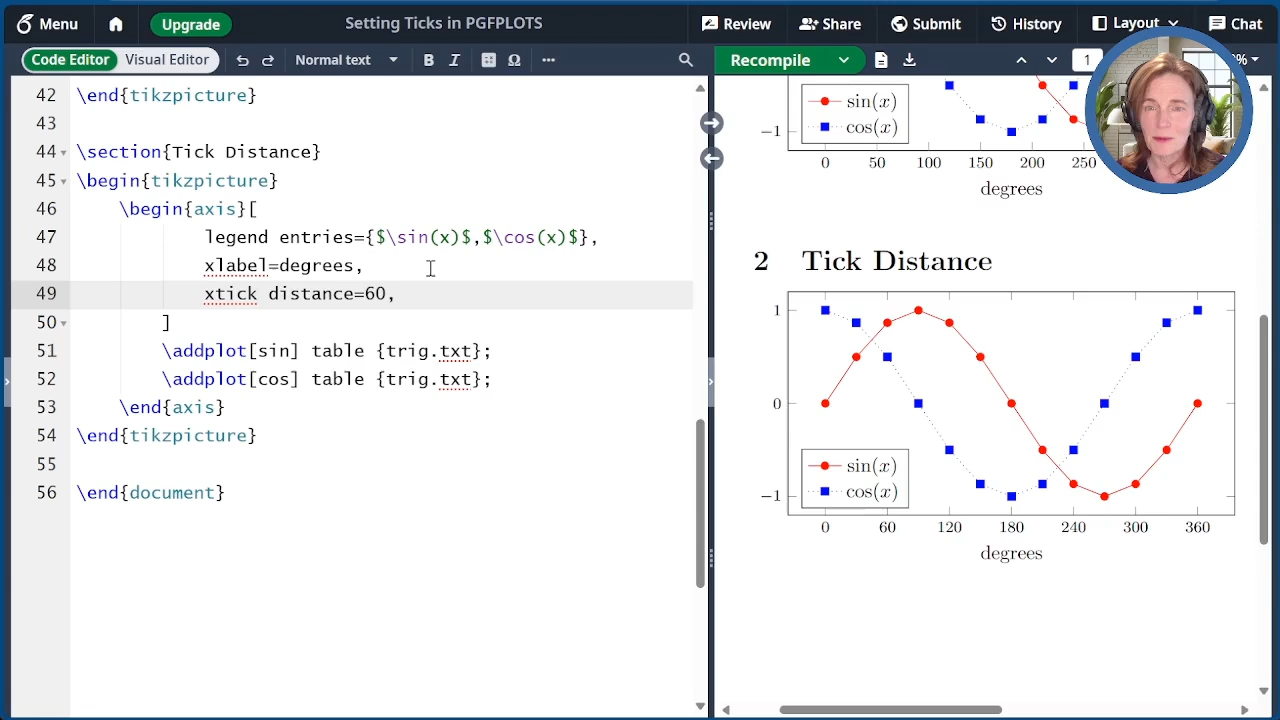 Menu
Upgrade
Setting Ticks in PGFPLOTS
Review
Share
Submit
History
Layout
Chat
Code Editor
Visual Editor
Normal text
B
I
Ω
Recompile
1
%
42 \end{tikzpicture}
43
44 \section{Tick Distance}
45 \begin{tikzpicture}
46 \begin{axis}[
47 legend entries={$\sin(x)$,$\cos(x)$},
48 xlabel=degrees,
49 xtick distance=60,
50 ]
51 \addplot[sin] table {trig.txt};
52 \addplot[cos] table {trig.txt};
53 \end{axis}
54 \end{tikzpicture}
55
56 \end{document}
sin(x)
cos(x)
−1
0 50 100 150 200 250
degrees
2 Tick Distance
1
0
−1
sin(x)
cos(x)
0 60 120 180 240 300 360
degrees